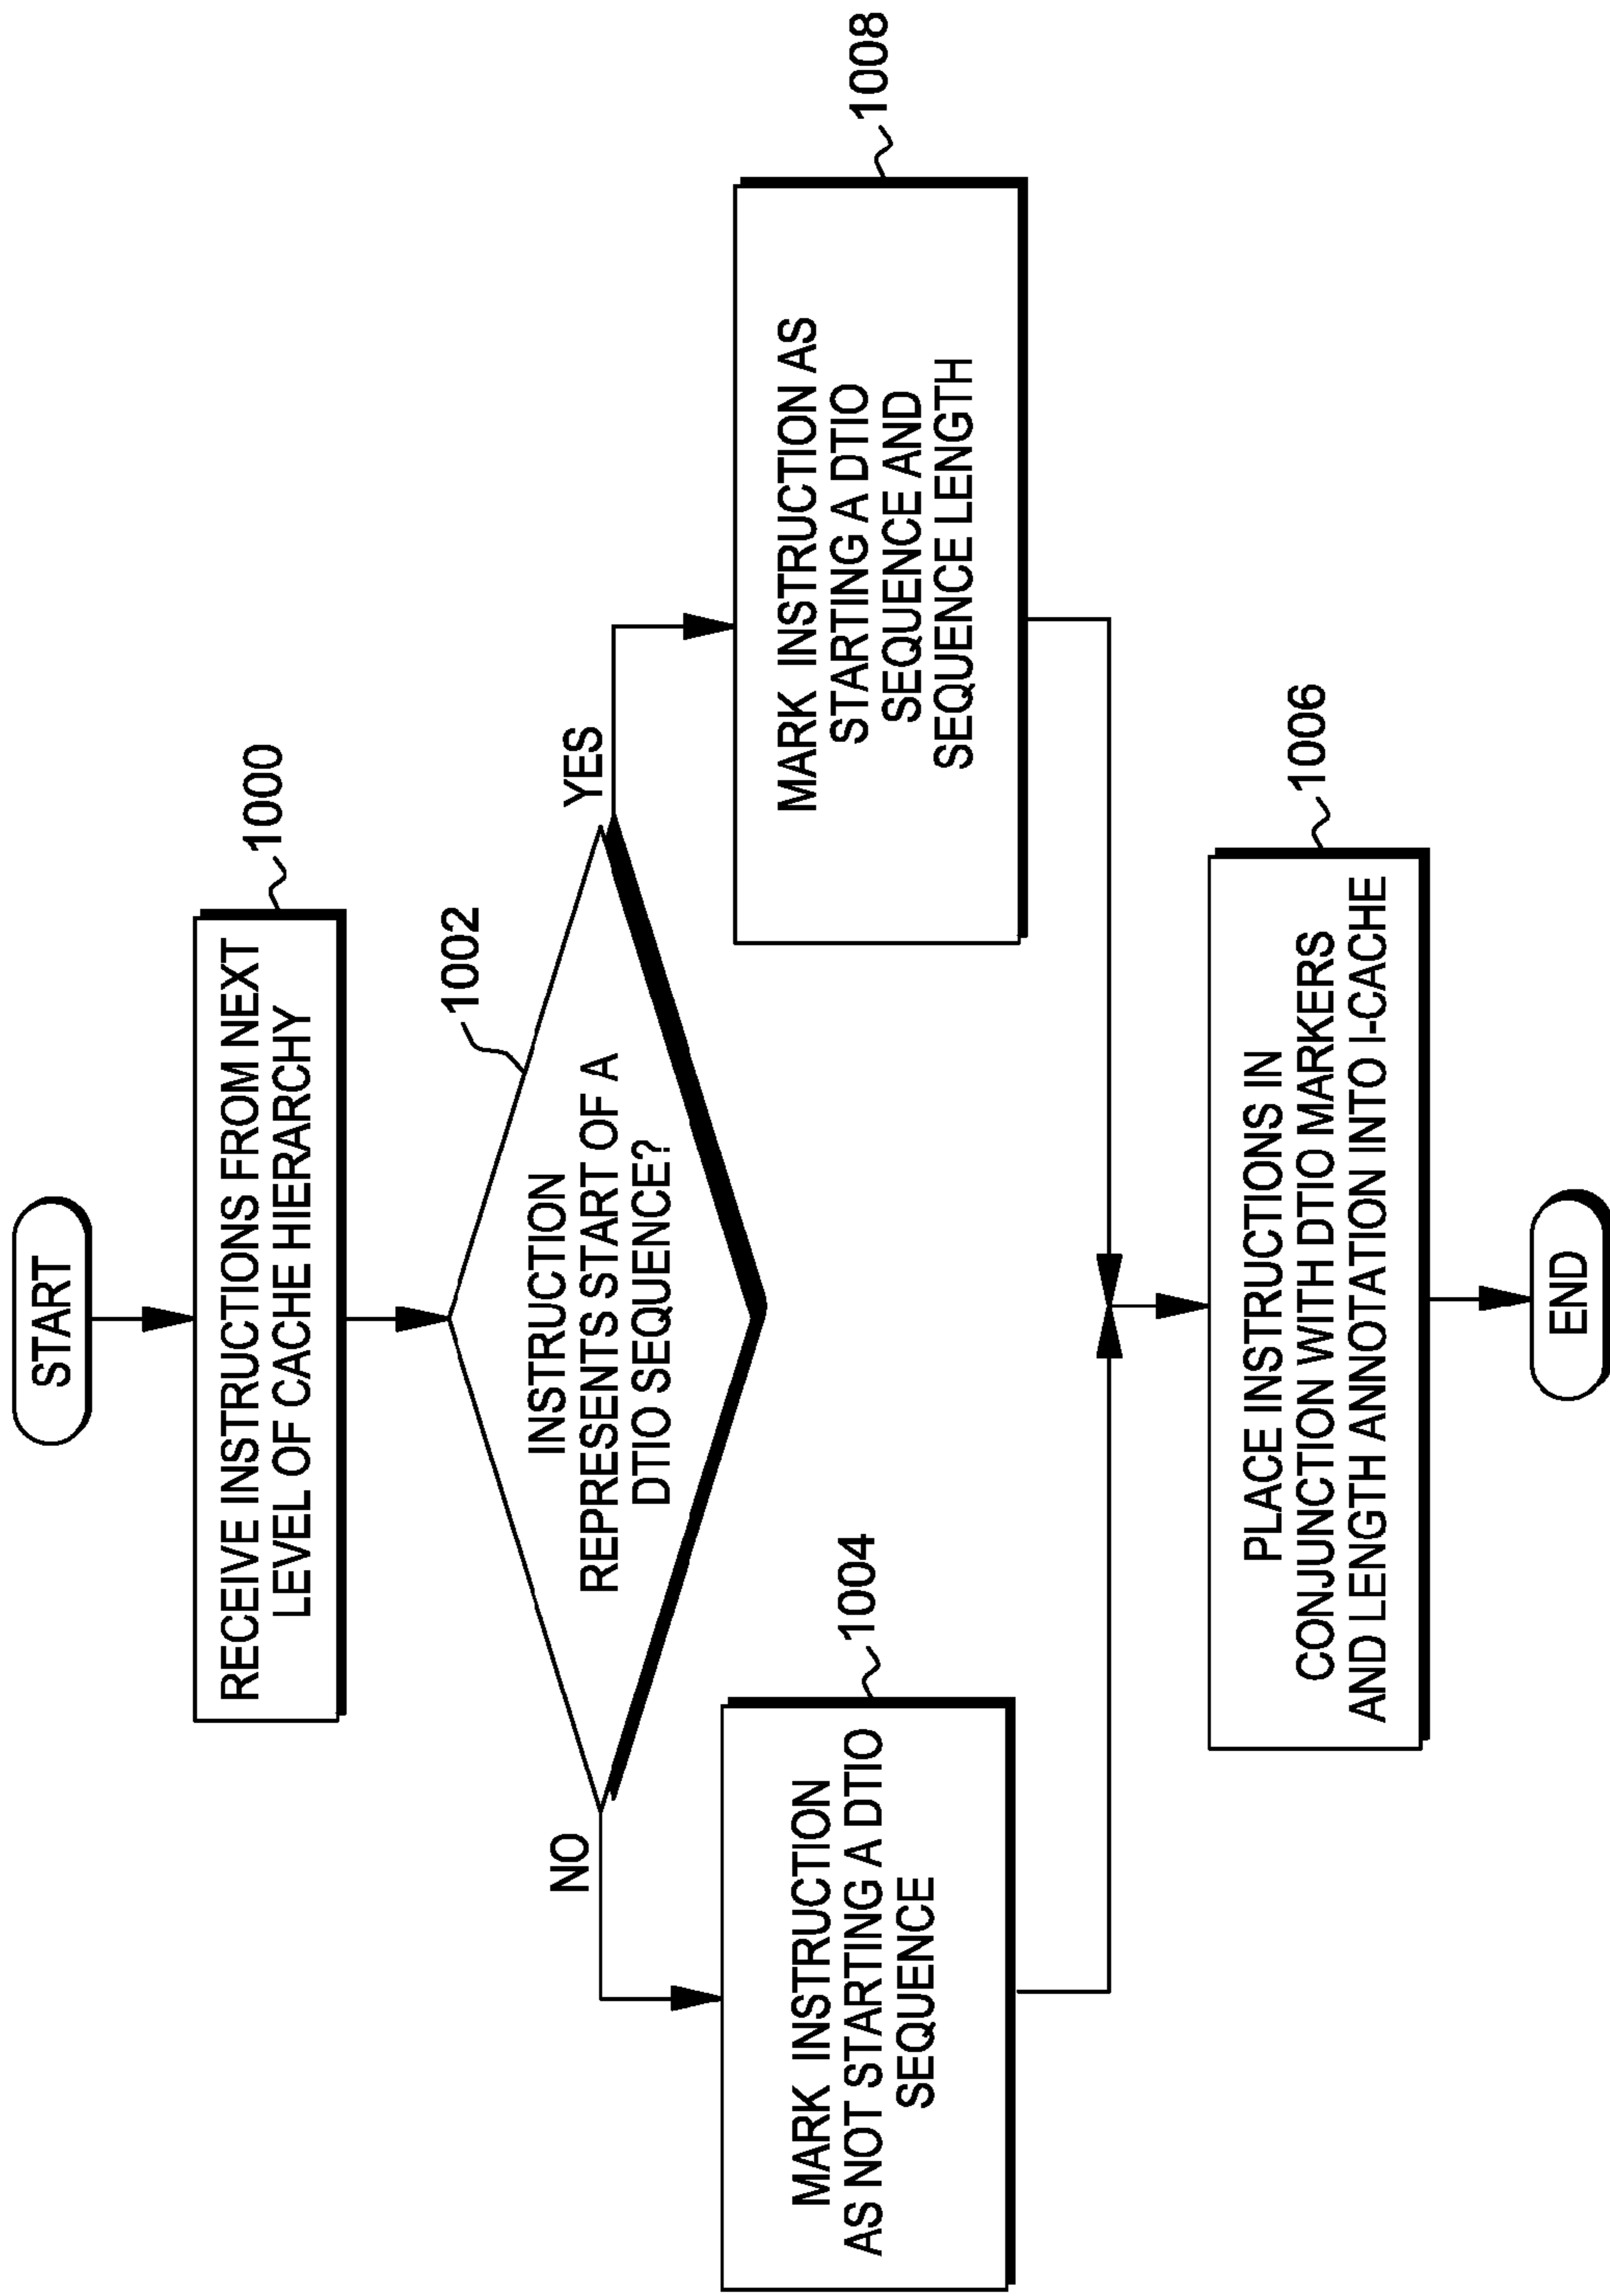 START
RECEIVE INSTRUCTIONS FROM NEXT
LEVEL OF CACHE HIERARCHY
1000
1002
INSTRUCTION
REPRESENTS START OF A
DTIO SEQUENCE?
NO
YES
MARK INSTRUCTION
AS NOT STARTING A DTIO
SEQUENCE
1004
MARK INSTRUCTION AS
STARTING A DTIO
SEQUENCE AND
SEQUENCE LENGTH
1008
PLACE INSTRUCTIONS IN
CONJUNCTION WITH DTIO MARKERS
AND LENGTH ANNOTATION INTO I-CACHE
1006
END